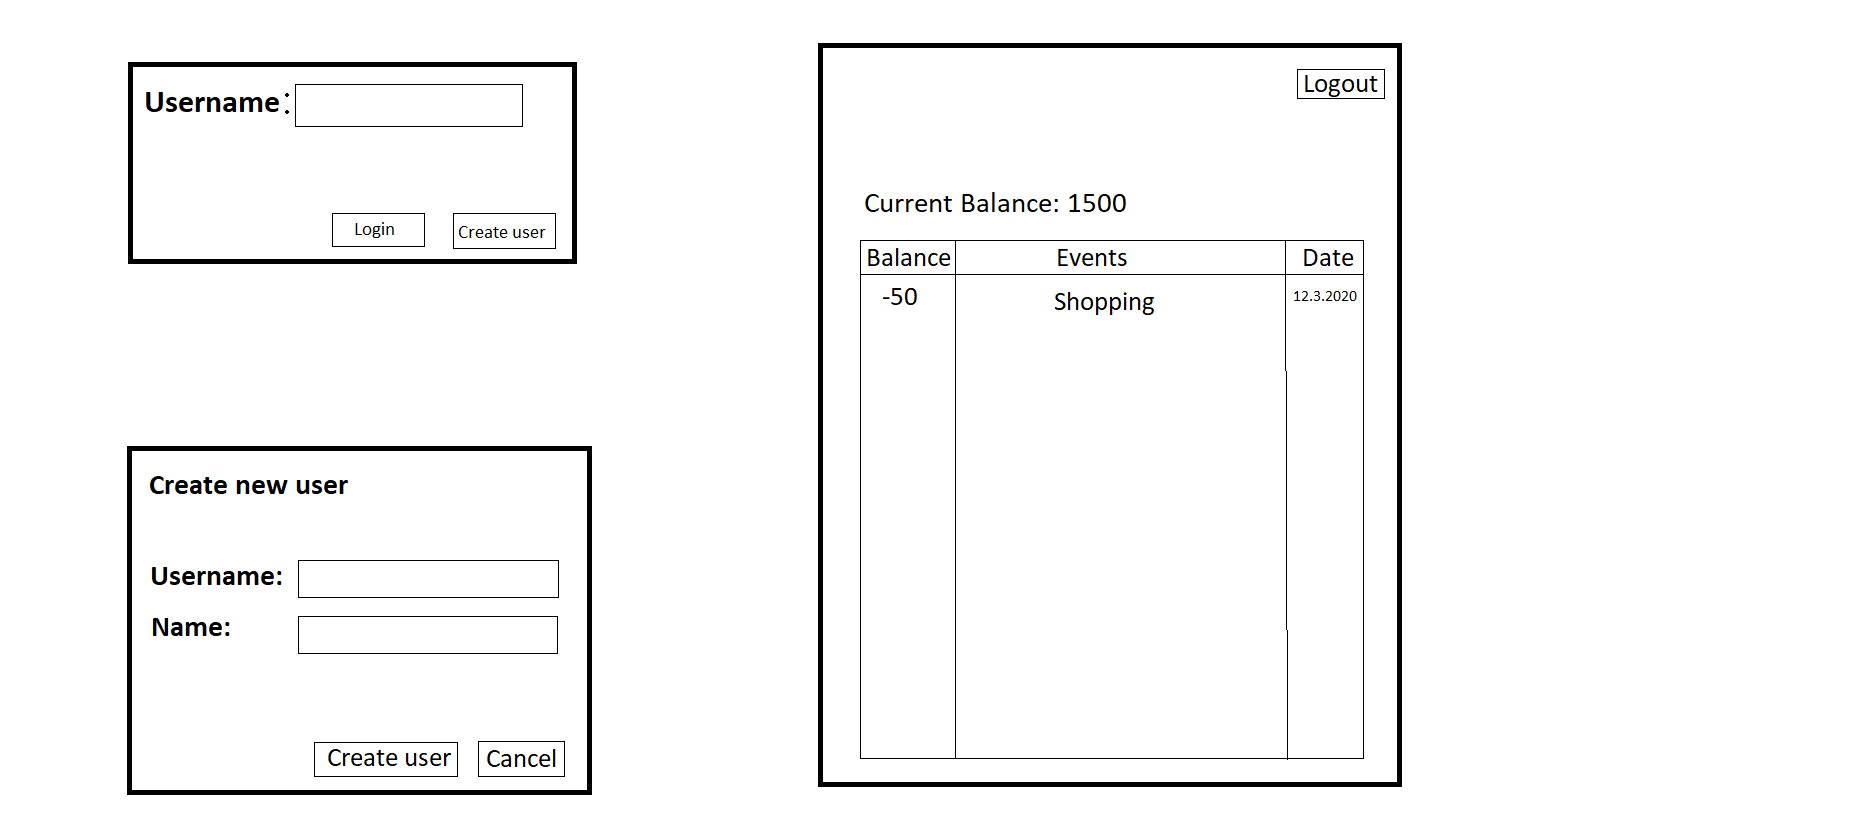 Username:
Login
Create user
Create new user
Username:
Name:
Create user
Cancel
Logout
Current Balance: 1500
Balance Events Date
-50 Shopping 12.3.2020